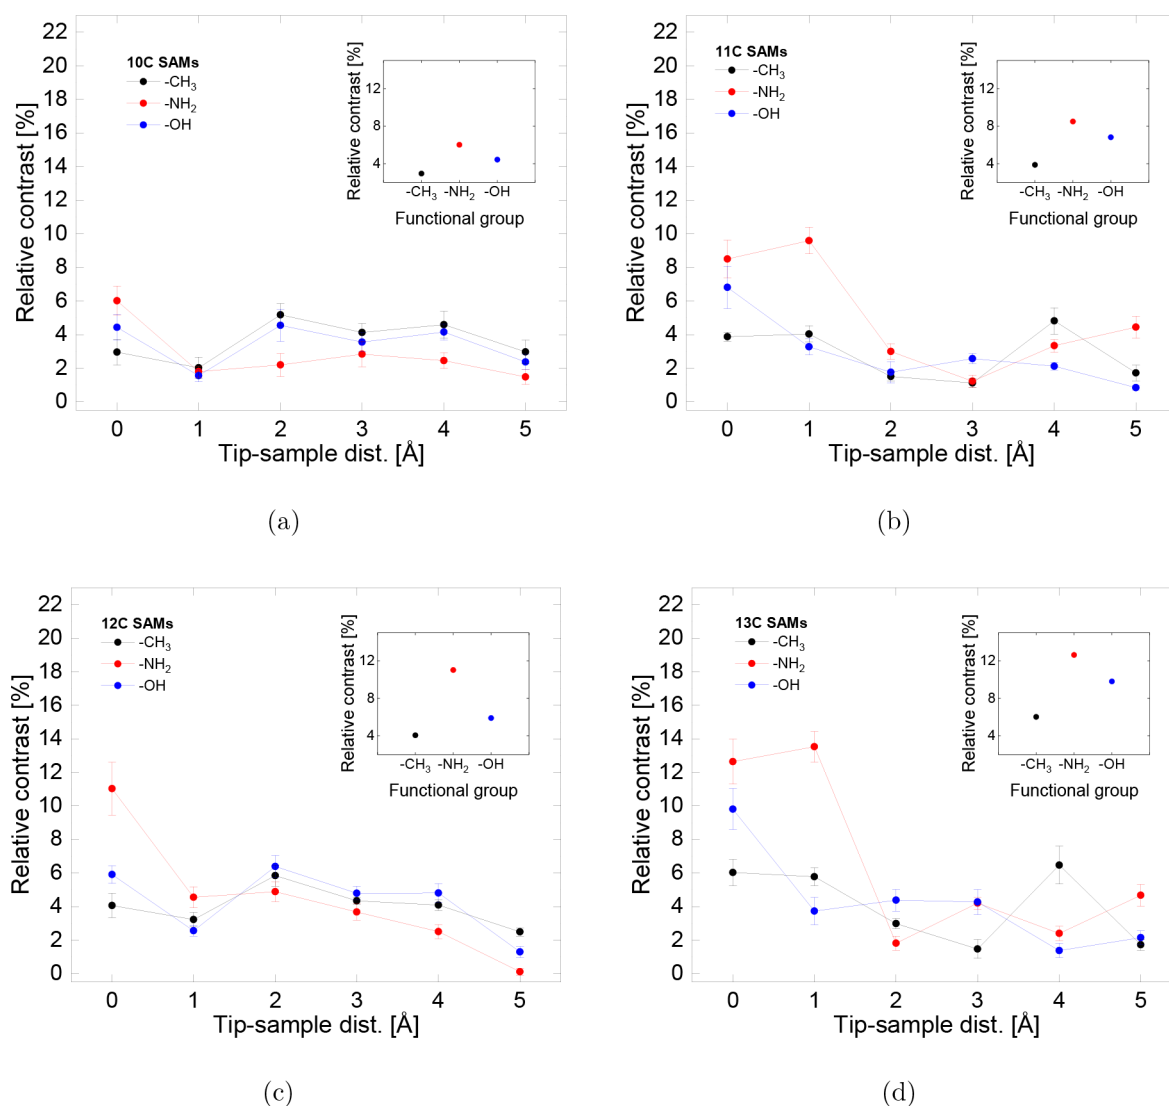 22
20
18
16
14
12
10
8
6
4
2
0
Relative contrast [%]
10C SAMs
-CH₃
-NH₂
-OH
12
8
4
Relative contrast [%]
-CH₃ -NH₂ -OH
Functional group
0 1 2 3 4 5
Tip-sample dist. [Å]
(a)
22
20
18
16
14
12
10
8
6
4
2
0
Relative contrast [%]
11C SAMs
-CH₃
-NH₂
-OH
12
8
4
Relative contrast [%]
-CH₃ -NH₂ -OH
Functional group
0 1 2 3 4 5
Tip-sample dist. [Å]
(b)
22
20
18
16
14
12
10
8
6
4
2
0
Relative contrast [%]
12C SAMs
-CH₃
-NH₂
-OH
12
8
4
Relative contrast [%]
-CH₃ -NH₂ -OH
Functional group
0 1 2 3 4 5
Tip-sample dist. [Å]
(c)
22
20
18
16
14
12
10
8
6
4
2
0
Relative contrast [%]
13C SAMs
-CH₃
-NH₂
-OH
12
8
4
Relative contrast [%]
-CH₃ -NH₂ -OH
Functional group
0 1 2 3 4 5
Tip-sample dist. [Å]
(d)